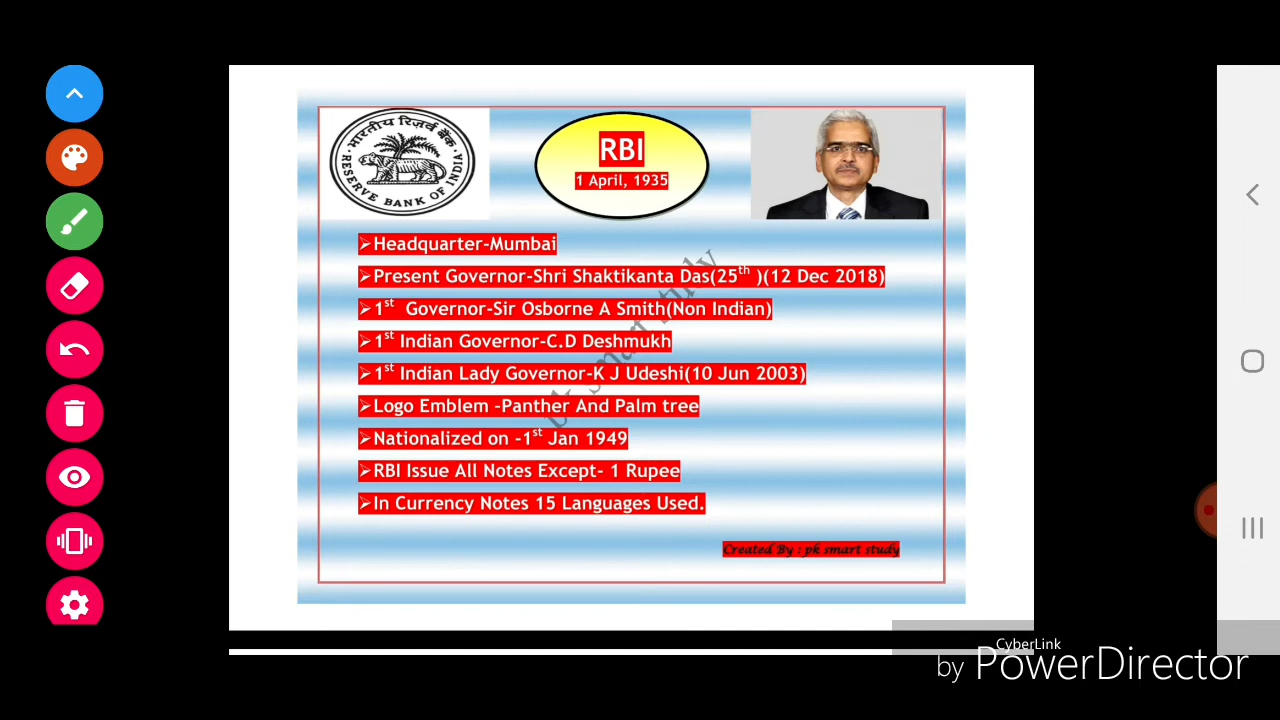 भारतीय रिज़र्व बैंक
RESERVE BANK OF INDIA
RBI
1 April, 1935
➢Headquarter-Mumbai
➢Present Governor-Shri Shaktikanta Das(25th )(12 Dec 2018)
➢1st Governor-Sir Osborne A Smith(Non Indian)
➢1st Indian Governor-C.D Deshmukh
➢1st Indian Lady Governor-K J Udeshi(10 Jun 2003)
➢Logo Emblem -Panther And Palm tree
➢Nationalized on -1st Jan 1949
➢RBI Issue All Notes Except- 1 Rupee
➢In Currency Notes 15 Languages Used.
pk smart study
Created By : pk smart study
CyberLink
by PowerDirector